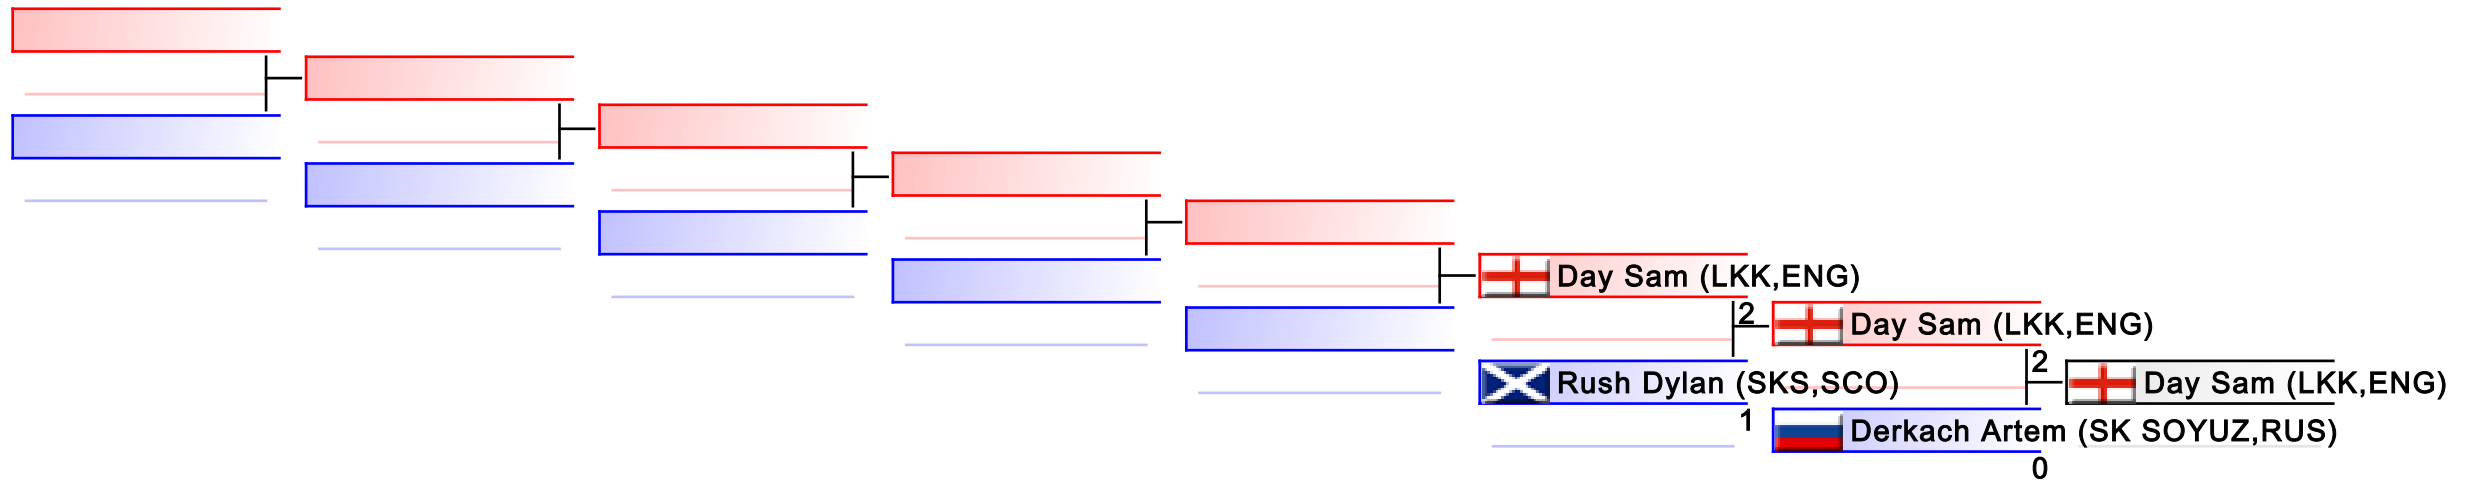 Day Sam (LKK,ENG)
2
Day Sam (LKK,ENG)
Rush Dylan (SKS,SCO)
2
Day Sam (LKK,ENG)
1
Derkach Artem (SK SOYUZ,RUS)
0